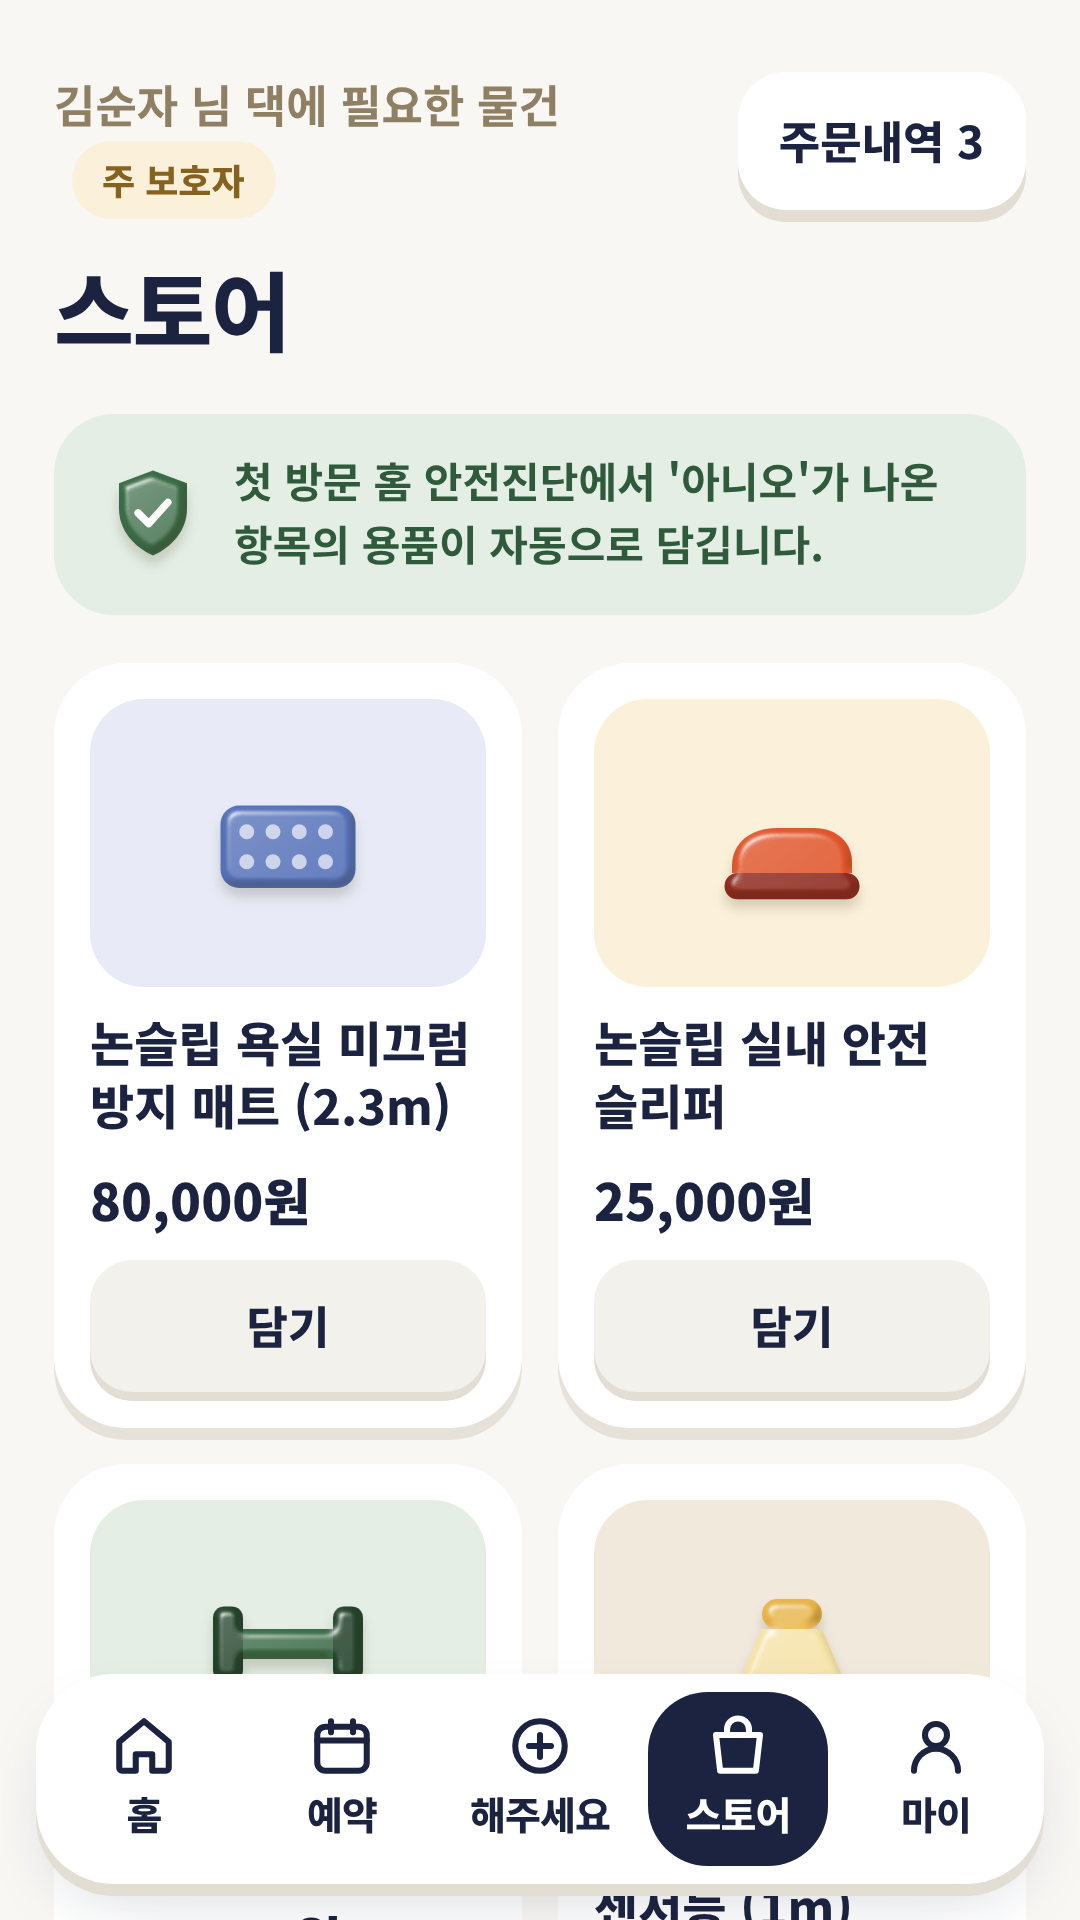 김순자 님 댁에 필요한 물건
주 보호자
주문내역 3
스토어
첫 방문 홈 안전진단에서 '아니오'가 나온
항목의 용품이 자동으로 담깁니다.
논슬립 욕실 미끄럼
방지 매트 (2.3m)
80,000원
담기
논슬립 실내 안전
슬리퍼
25,000원
담기
센서등 (1m)
홈
예약
해주세요
스토어
마이